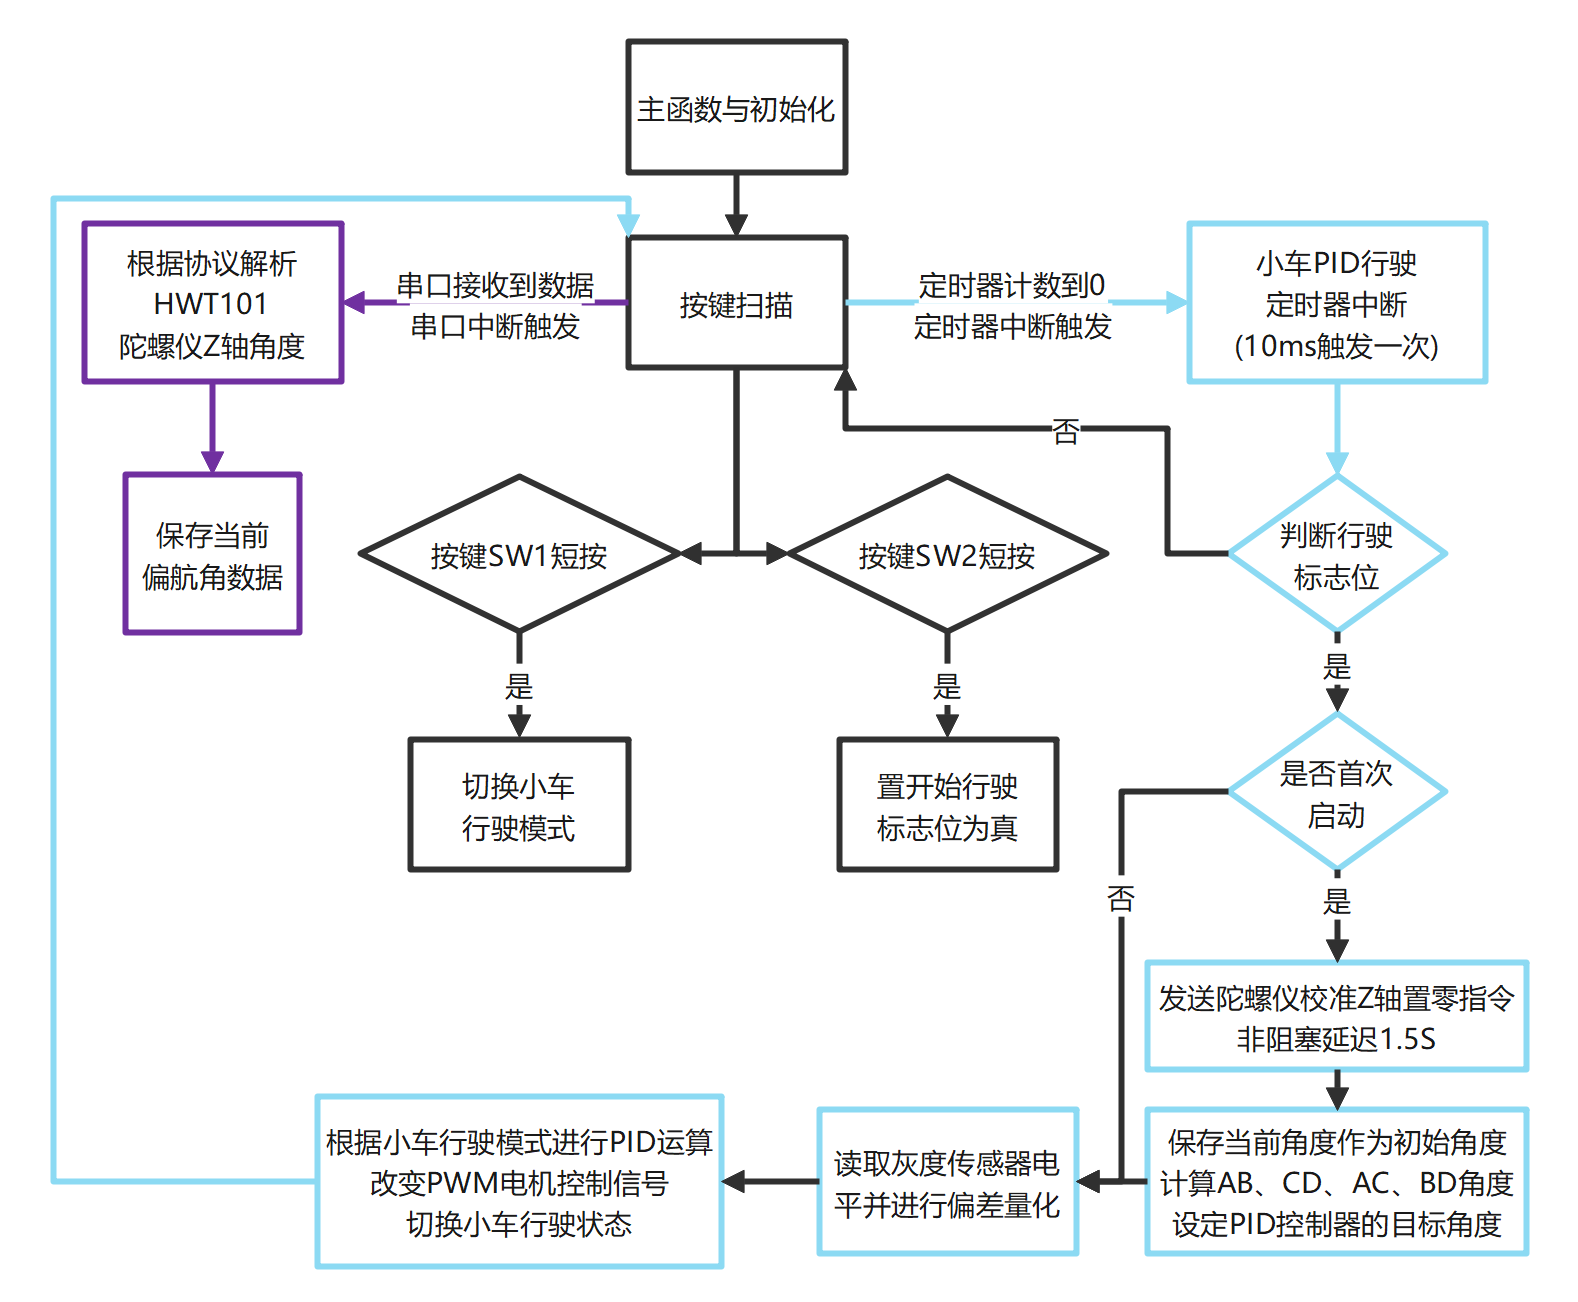 主函数与初始化
根据协议解析
HWT101
陀螺仪Z轴角度
串口接收到数据
串口中断触发
按键扫描
定时器计数到0
定时器中断触发
小车PID行驶
定时器中断
(10ms触发一次)
否
保存当前
偏航角数据
按键SW1短按
按键SW2短按
判断行驶
标志位
是
是
是
切换小车
行驶模式
置开始行驶
标志位为真
是否首次
启动
否
是
发送陀螺仪校准Z轴置零指令
非阻塞延迟1.5S
根据小车行驶模式进行PID运算
改变PWM电机控制信号
切换小车行驶状态
读取灰度传感器电
平并进行偏差量化
保存当前角度作为初始角度
计算AB、CD、AC、BD角度
设定PID控制器的目标角度